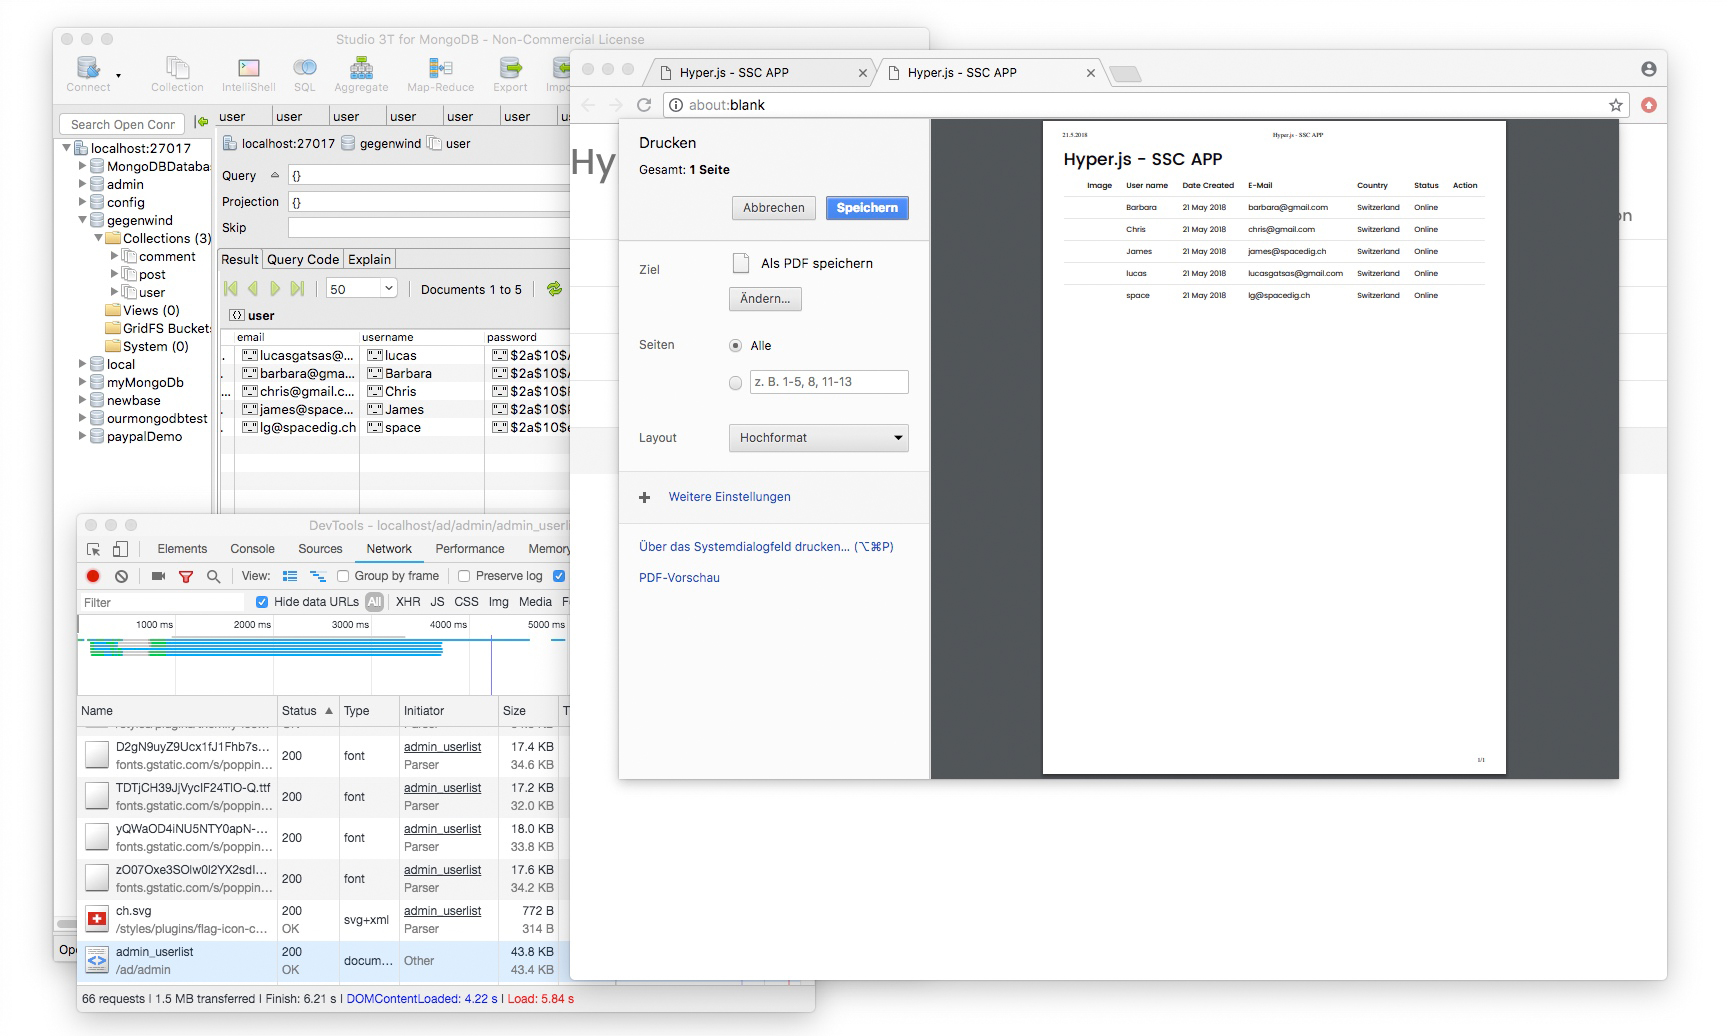 Studio 3T for MongoDB - Non-Commercial License
Connect
Collection
IntelliShell
SQL
Aggregate
Map-Reduce
Export
Search Open Conr
user
user
user
user
user
user
localhost:27017
MongoDBDataba
admin
config
gegenwind
Collections (3)
comment
post
user
Views (0)
GridFS Bucket
System (0)
local
myMongoDb
newbase
ourmongodbtest
paypalDemo
localhost:27017 gegenwind user
Query {}
Projection {}
Skip
Result Query Code Explain
50
Documents 1 to 5
user
email username password
lucasgatsas@... lucas $2a$10$
barbara@gma... Barbara $2a$10$
chris@gmail.c... Chris $2a$10$
james@space... James $2a$10$
lg@spacedig.ch space $2a$10$
DevTools - localhost/ad/admin/admin_userl
Elements Console Sources Network Performance Memory
View: Group by frame Preserve log
Filter Hide data URLs All XHR JS CSS Img Media F
1000 ms 2000 ms 3000 ms 4000 ms 5000 ms
Name Status Type Initiator Size T
D2gN9uyZ9Ucx1fJ1Fhb7s... 200 font admin_userlist 17.4 KB
fonts.gstatic.com/s/poppin... Parser 34.6 KB
TDTjCH39JjVycIF24TlO-Q.ttf 200 font admin_userlist 17.2 KB
fonts.gstatic.com/s/poppin... Parser 32.0 KB
yQWaOD4iNU5NTY0apN-... 200 font admin_userlist 18.0 KB
fonts.gstatic.com/s/poppin... Parser 33.8 KB
zO07Oxe3SOlw0l2YX2sdI... 200 font admin_userlist 17.6 KB
fonts.gstatic.com/s/poppin... Parser 34.2 KB
ch.svg 200 svg+xml admin_userlist 772 B
/styles/plugins/flag-icon-c... OK Parser 314 B
admin_userlist 200 docum... Other 43.8 KB
/ad/admin OK 43.4 KB
66 requests | 1.5 MB transferred | Finish: 6.21 s | DOMContentLoaded: 4.22 s | Load: 5.84 s
Hyper.js - SSC APP
Hyper.js - SSC APP
about:blank
Hy
on
Drucken
Gesamt: 1 Seite
Abbrechen Speichern
Ziel Als PDF speichern
Ändern...
Seiten Alle
z. B. 1-5, 8, 11-13
Layout Hochformat
Weitere Einstellungen
Über das Systemdialogfeld drucken... (⌥⌘P)
PDF-Vorschau
21.5.2018 Hyper.js - SSC APP
Hyper.js - SSC APP
Image User name Date Created E-Mail Country Status Action
Barbara 21 May 2018 barbara@gmail.com Switzerland Online
Chris 21 May 2018 chris@gmail.com Switzerland Online
James 21 May 2018 james@spacedig.ch Switzerland Online
lucas 21 May 2018 lucasgatsas@gmail.com Switzerland Online
space 21 May 2018 lg@spacedig.ch Switzerland Online
1/1